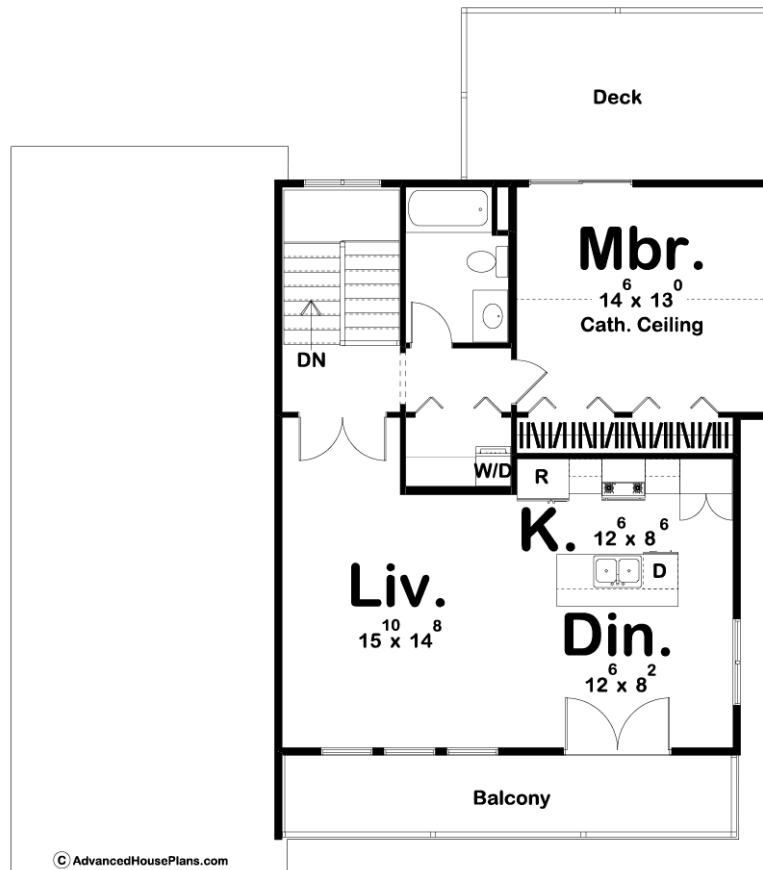 Deck
Mbr.
14⁶ x 13⁰
Cath. Ceiling
DN
W/D
R
K. 12⁶ x 8⁶
D
Liv.
15¹⁰ x 14⁸
Din.
12⁶ x 8²
Balcony
© AdvancedHousePlans.com